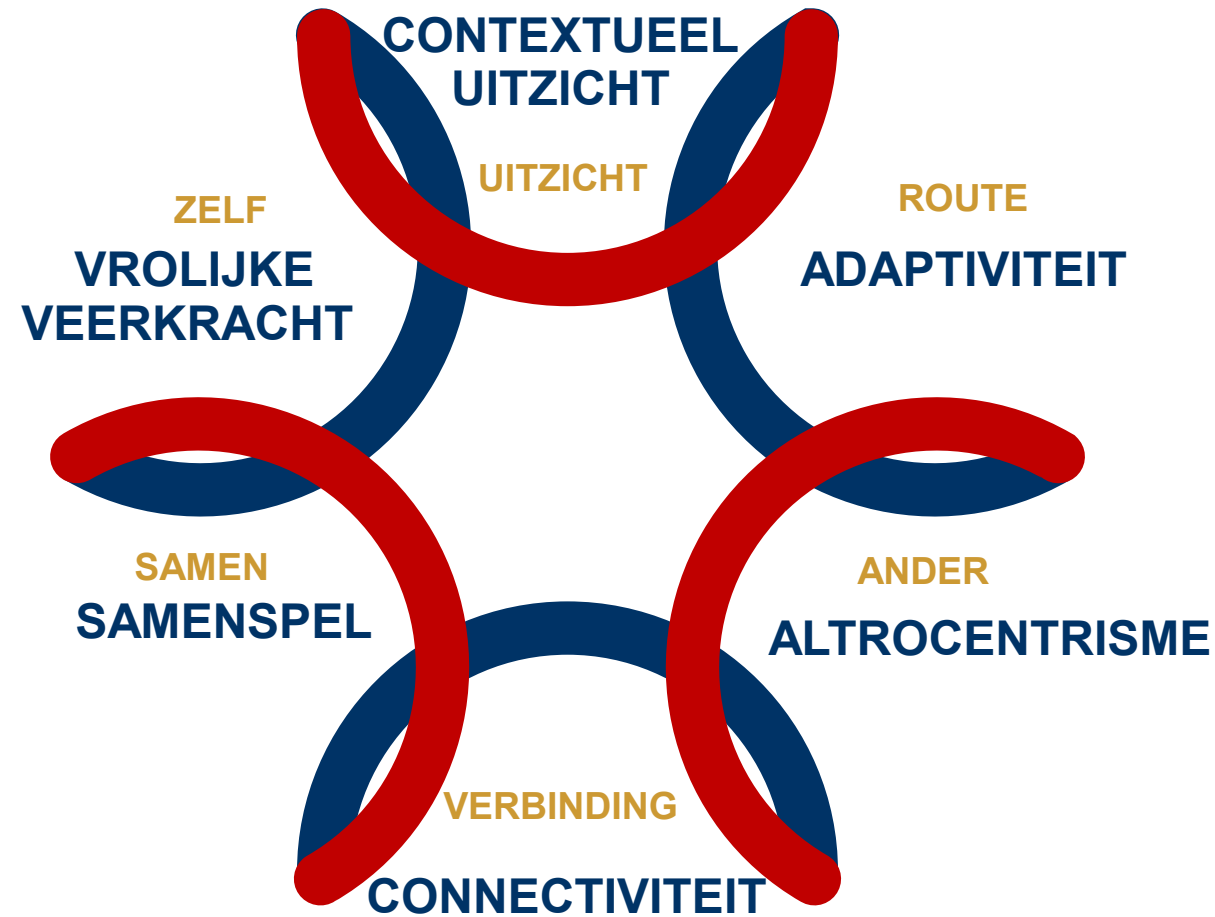 CONTEXTUEEL
UITZICHT
UITZICHT
ZELF
VROLIJKE
VEERKRACHT
ROUTE
ADAPTIVITEIT
SAMEN
SAMENSPEL
ANDER
ALTROCENTRISME
VERBINDING
CONNECTIVITEIT